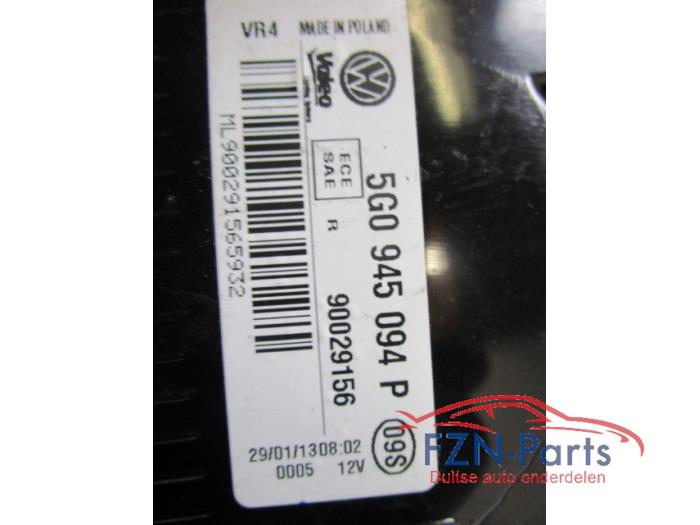 VR4 MADE IN POLAND
Valeo
ECE
SAE
R
5G0 945 094 P
90029156
09S
ML900291565932
29/01/13 08:02
0005 12V
FZN-Parts
Duitse auto onderdelen